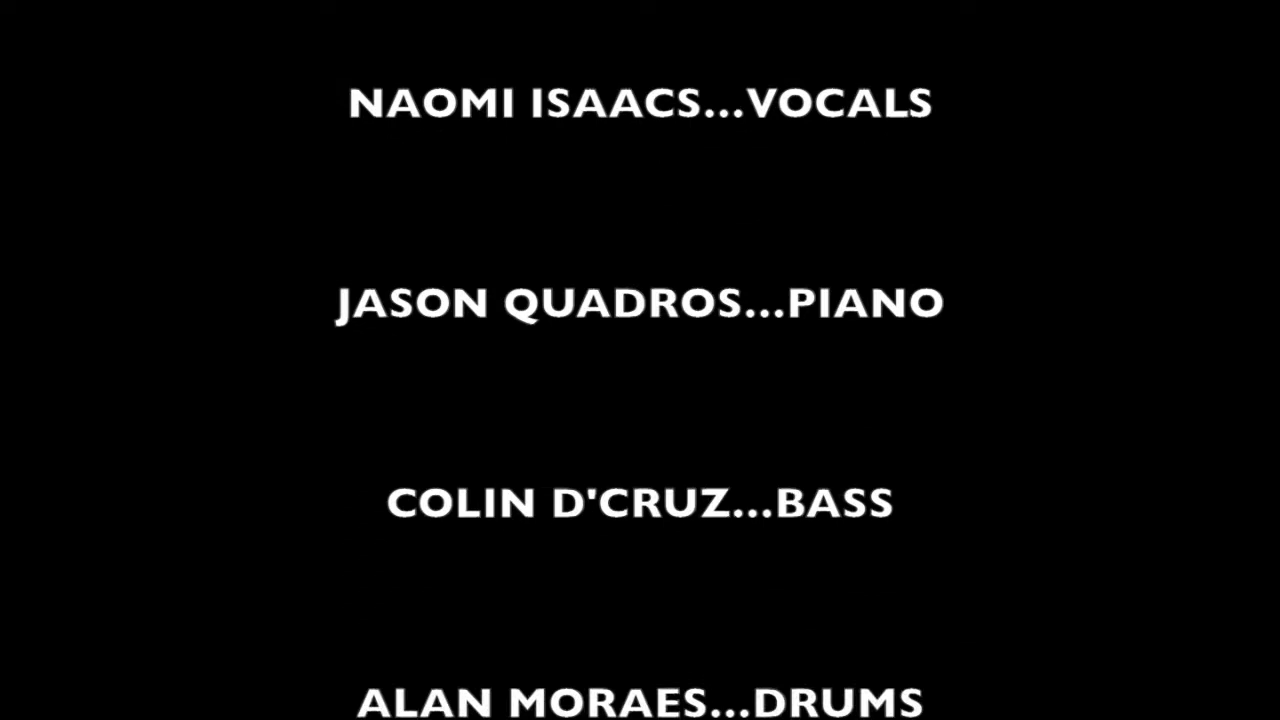 NAOMI ISAACS...VOCALS
JASON QUADROS...PIANO
COLIN D'CRUZ...BASS
ALAN MORAES...DRUMS